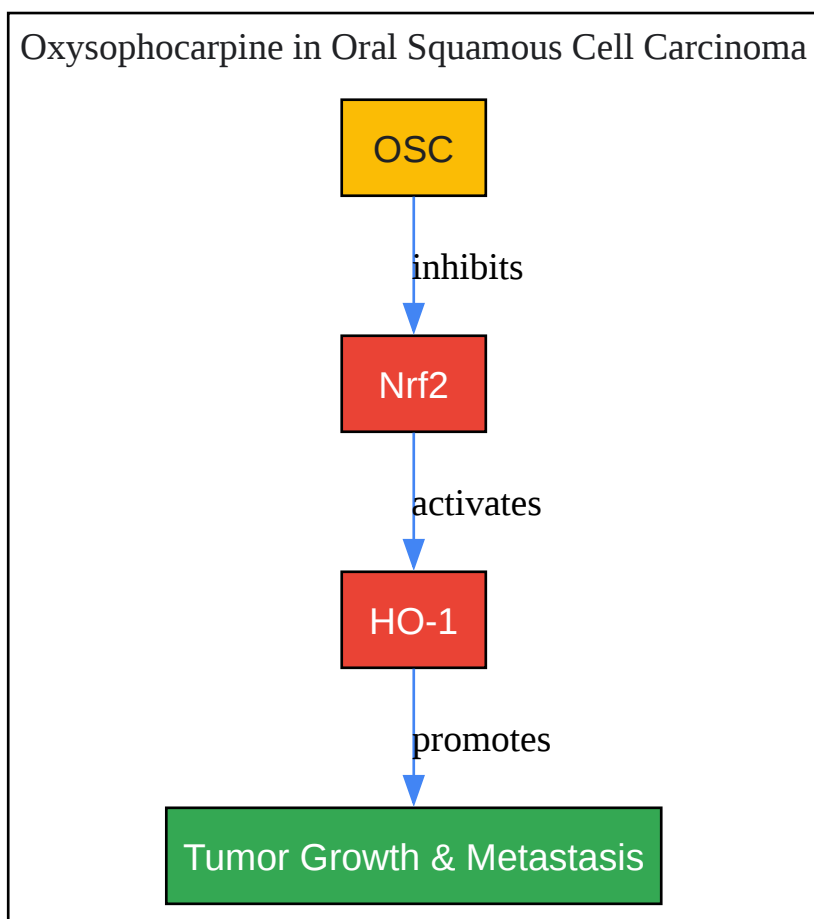 Oxysophocarpine in Oral Squamous Cell Carcinoma
OSC
inhibits
Nrf2
activates
HO-1
promotes
Tumor Growth & Metastasis